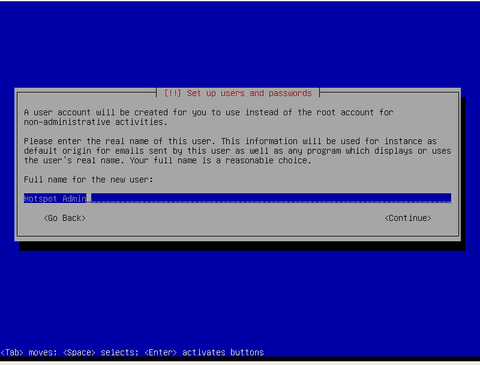 [!!] Set up users and passwords
A user account will be created for you to use instead of the root account for
non-administrative activities.
Please enter the real name of this user. This information will be used for instance as
default origin for emails sent by this user as well as any program which displays or uses
the user's real name. Your full name is a reasonable choice.
Full name for the new user:
Hotspot Admin
<Go Back> <Continue>
<Tab> moves; <Space> selects; <Enter> activates buttons